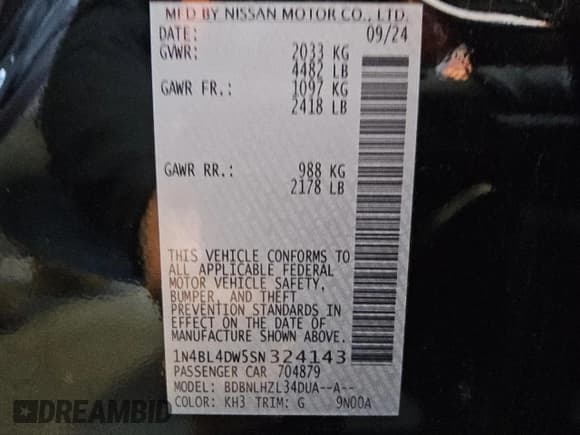 MFD BY NISSAN MOTOR CO., LTD.
DATE: 09/24
GVWR: 2033 KG
4482 LB
GAWR FR.: 1097 KG
2418 LB
GAWR RR.: 988 KG
2178 LB
THIS VEHICLE CONFORMS TO
ALL APPLICABLE FEDERAL
MOTOR VEHICLE SAFETY,
BUMPER, AND THEFT
PREVENTION STANDARDS IN
EFFECT ON THE DATE OF
MANUFACTURE SHOWN ABOVE.
1N4BL4DW5SN324143
PASSENGER CAR 704879
MODEL: BDBNLHZL34DUA--A--
COLOR: KH3 TRIM: G 9N00A
DREAMBID